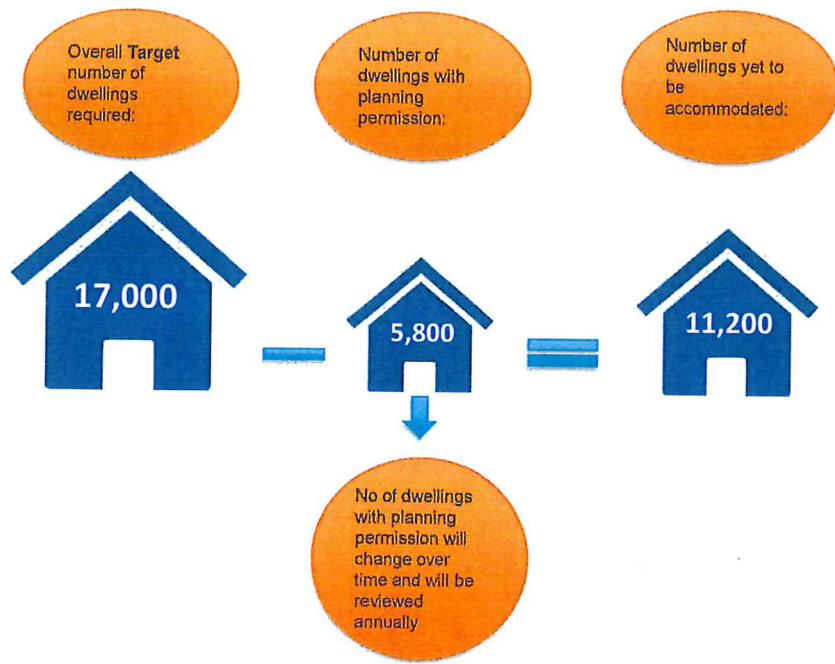 Overall Target
number of
dwellings
required:
Number of
dwellings with
planning
permission:
Number of
dwellings yet to
be
accommodated:
17,000
5,800
11,200
No of dwellings
with planning
permission will
change over
time and will be
reviewed
annually